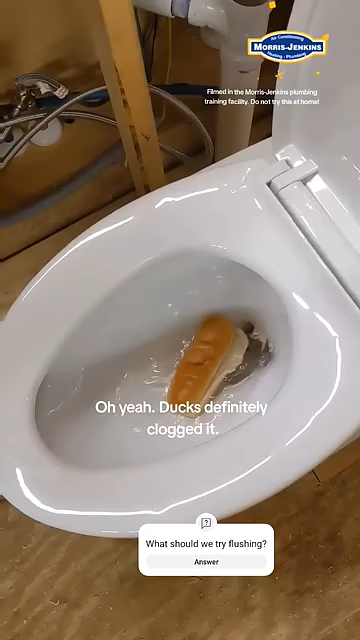 Air Conditioning
MORRIS-JENKINS
Heating · Plumbing
Filmed in the Morris-Jenkins plumbing
training facility. Do not try this at home!
Oh yeah. Ducks definitely
clogged it.
What should we try flushing?
Answer